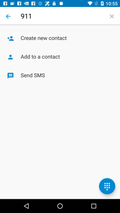 10:55
911
Create new contact
Add to a contact
Send SMS